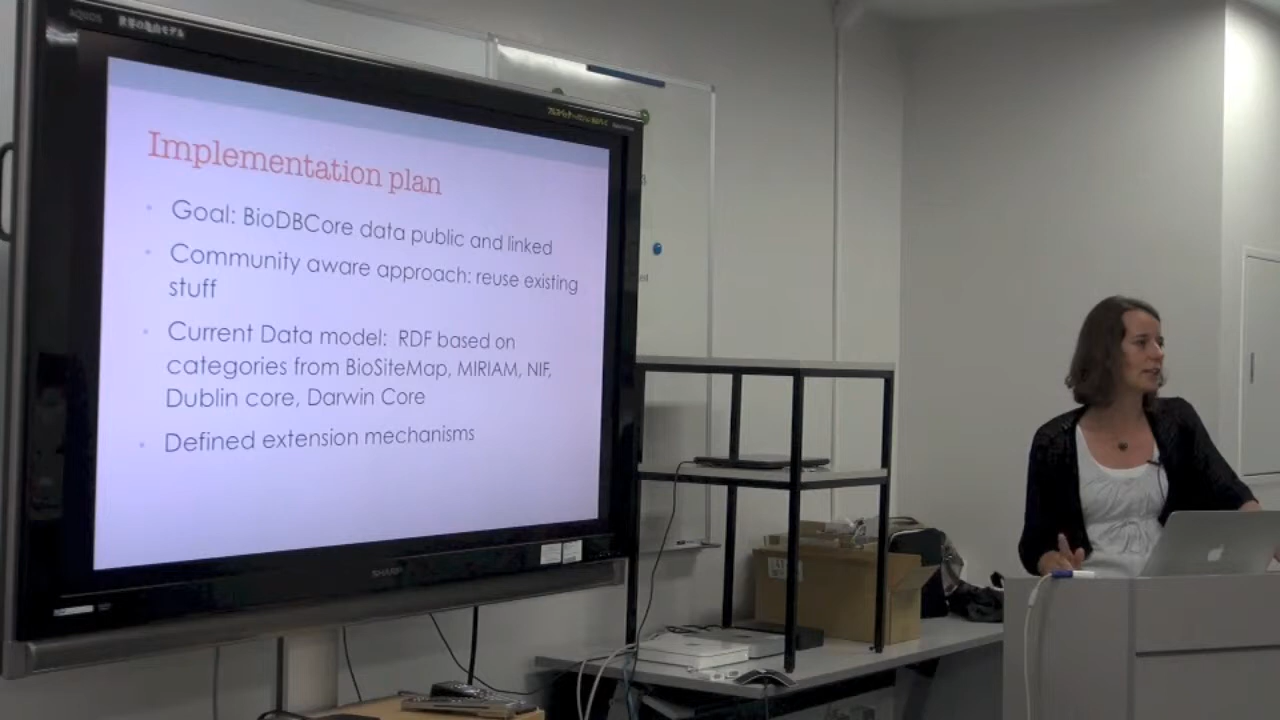 AQUOS
Implementation plan
Goal: BioDBCore data public and linked
Community aware approach: reuse existing
stuff
Current Data model: RDF based on
categories from BioSiteMap, MIRIAM, NIF,
Dublin core, Darwin Core
Defined extension mechanisms
SHARP